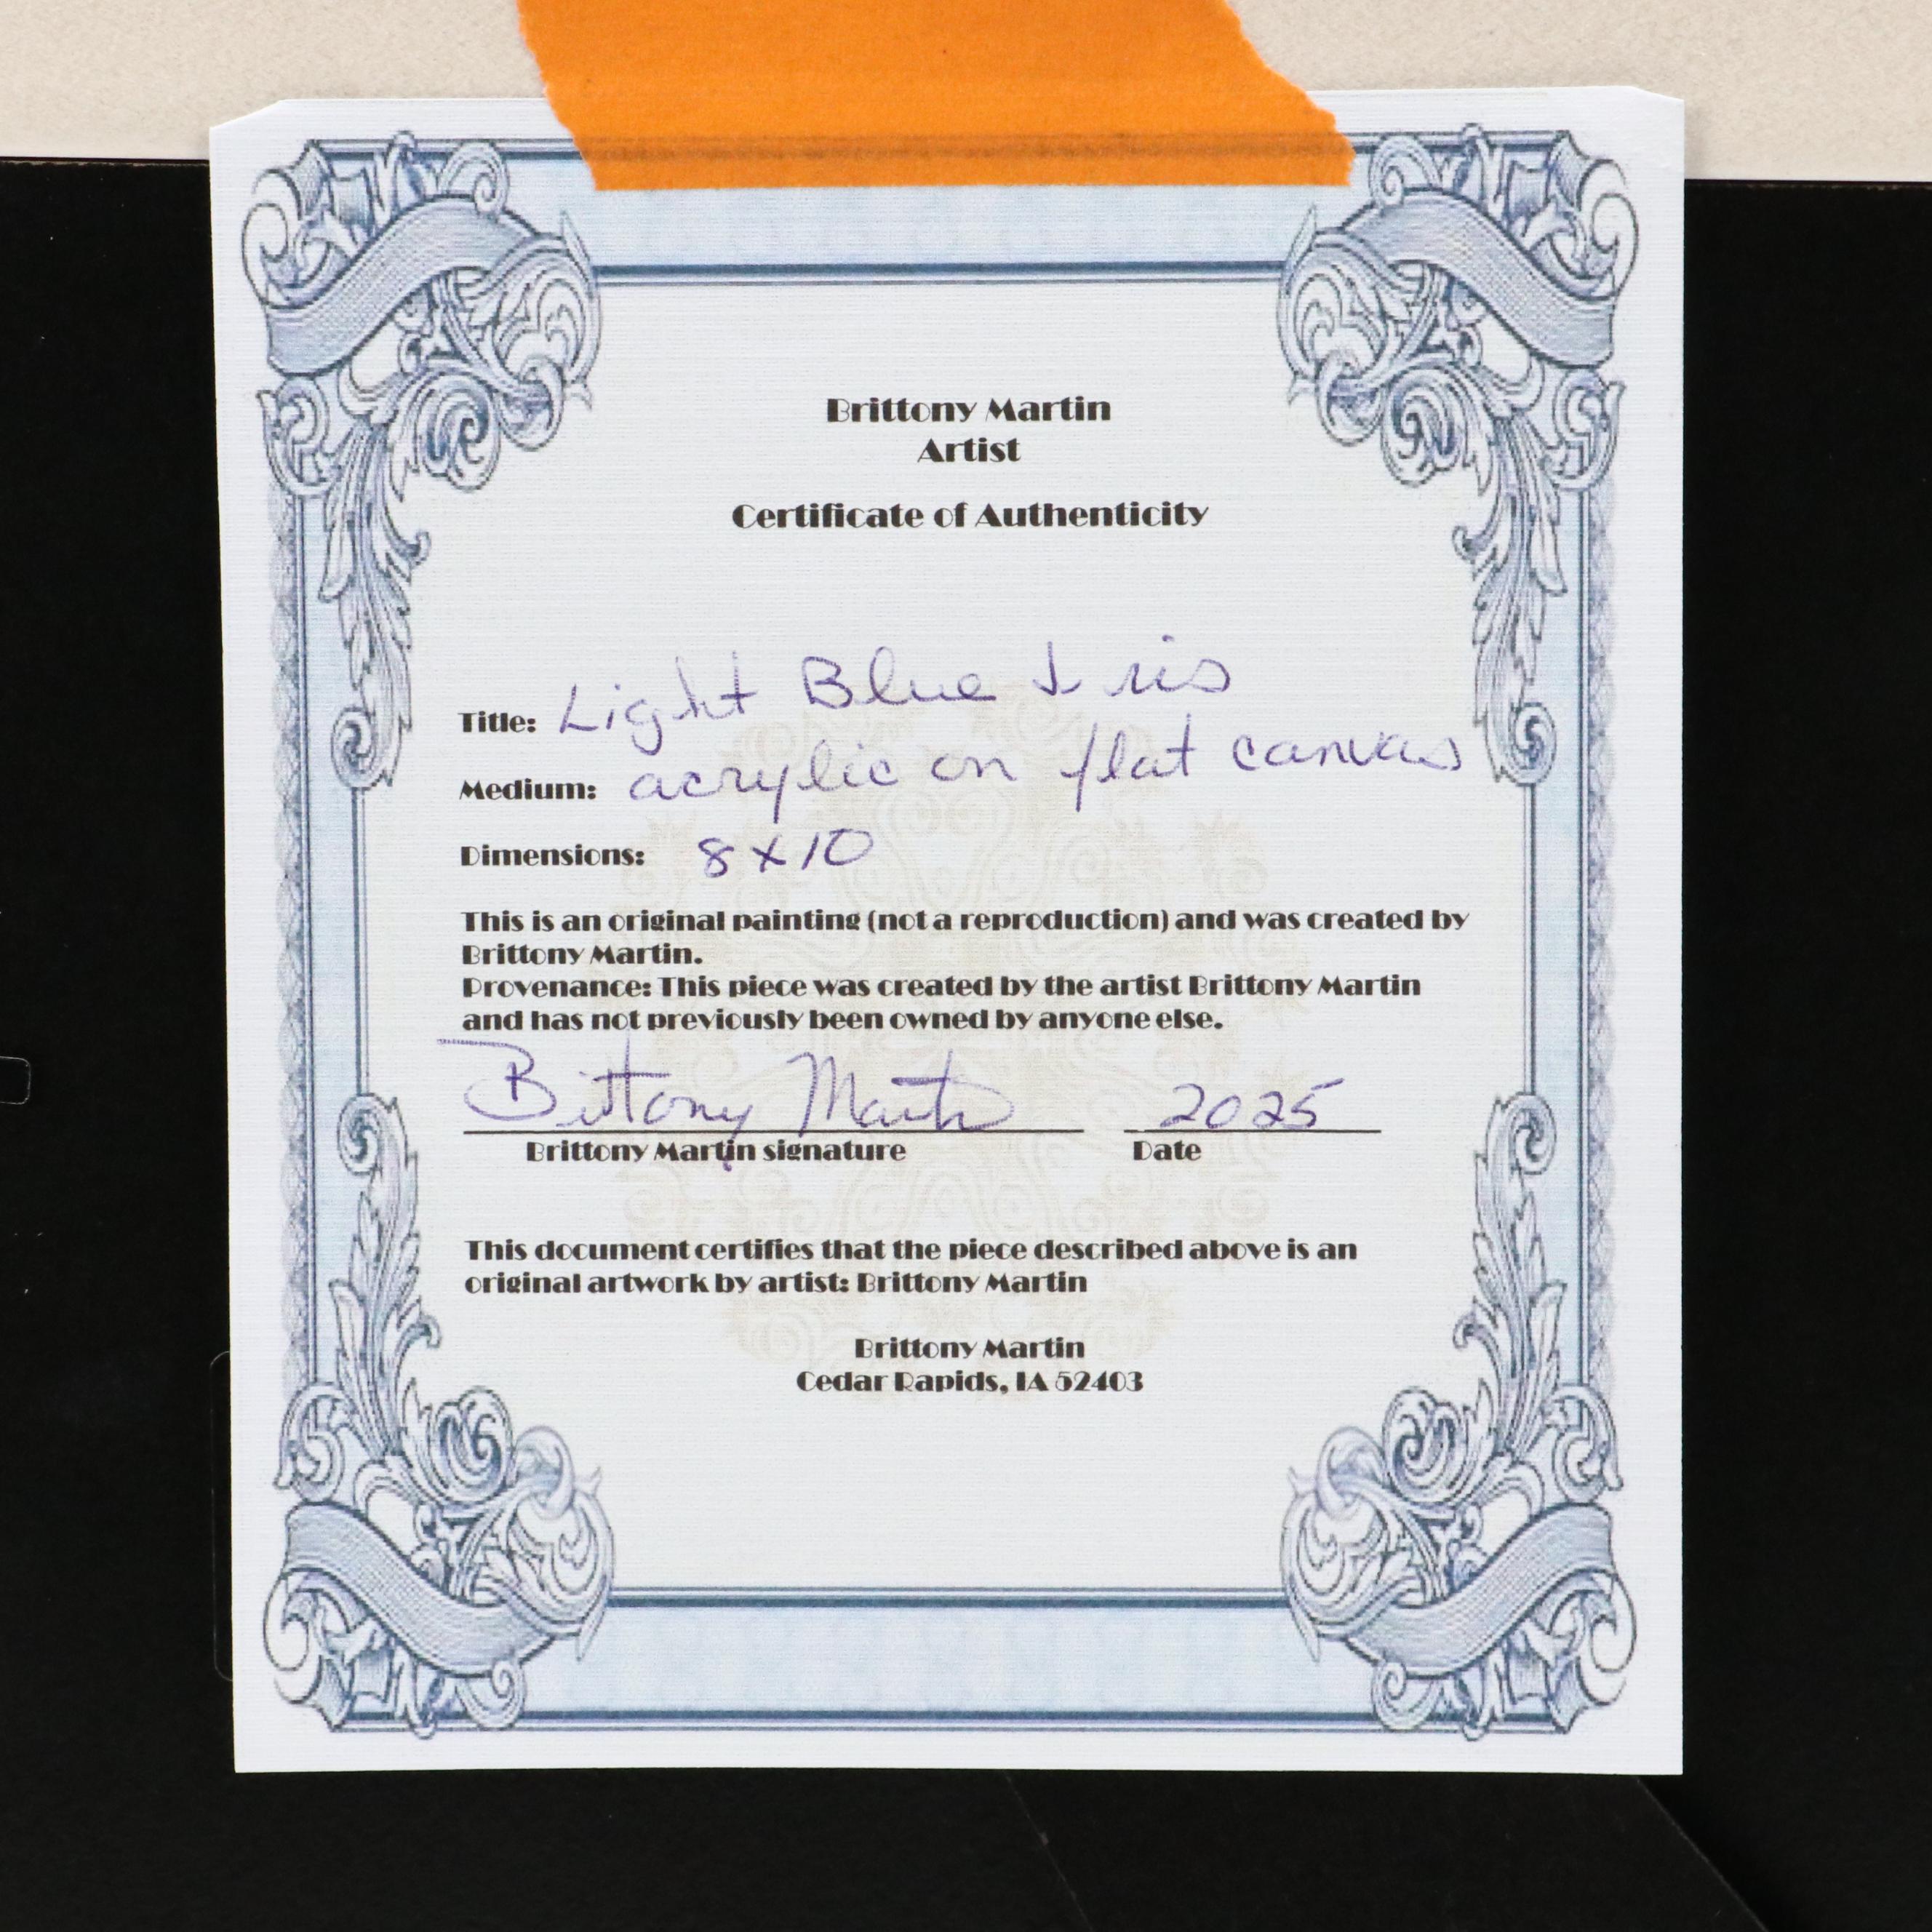 Brittony Martin
Artist
Certificate of Authenticity
Title: Light Blue Iris
Medium: acrylic on flat canvas
Dimensions: 8x10
This is an original painting (not a reproduction) and was created by
Brittony Martin.
Provenance: This piece was created by the artist Brittony Martin
and has not previously been owned by anyone else.
Brittony Martin 2025
Brittony Martin signature Date
This document certifies that the piece described above is an
original artwork by artist: Brittony Martin
Brittony Martin
Cedar Rapids, IA 52403